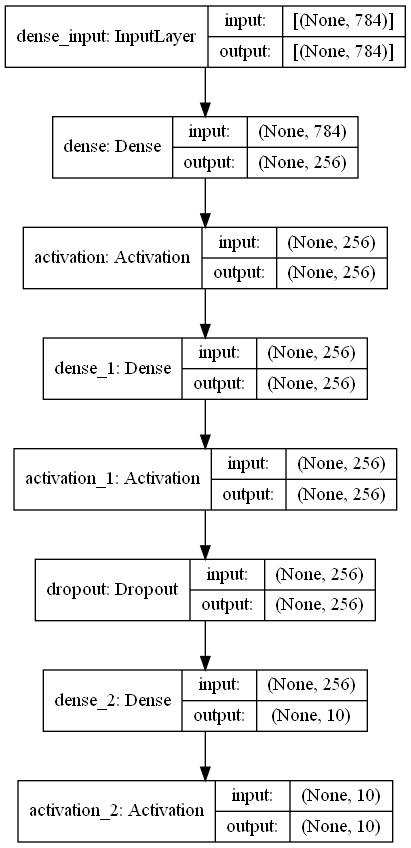 dense_input: InputLayer input: [(None, 784)]
output: [(None, 784)]
dense: Dense input: (None, 784)
output: (None, 256)
activation: Activation input: (None, 256)
output: (None, 256)
dense_1: Dense input: (None, 256)
output: (None, 256)
activation_1: Activation input: (None, 256)
output: (None, 256)
dropout: Dropout input: (None, 256)
output: (None, 256)
dense_2: Dense input: (None, 256)
output: (None, 10)
activation_2: Activation input: (None, 10)
output: (None, 10)